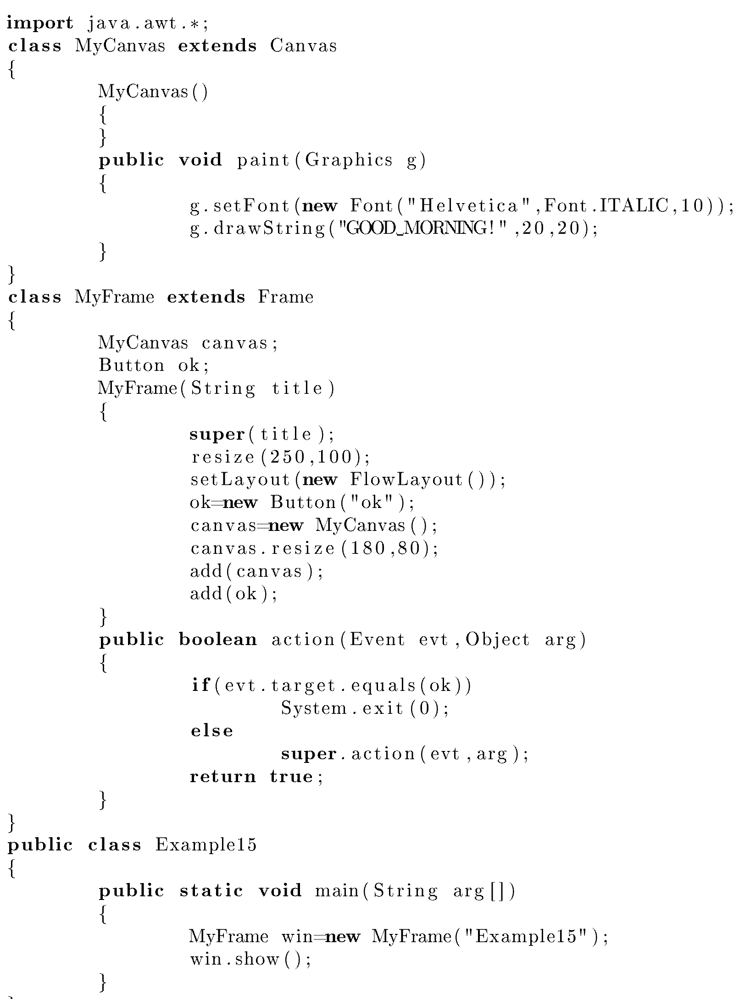 import java.awt.*;
class MyCanvas extends Canvas
{
        MyCanvas()
        {
        }
        public void paint(Graphics g)
        {
                g.setFont(new Font("Helvetica",Font.ITALIC,10));
                g.drawString("GOOD_MORNING!",20,20);
        }
}
class MyFrame extends Frame
{
        MyCanvas canvas;
        Button ok;
        MyFrame(String title)
        {
                super(title);
                resize(250,100);
                setLayout(new FlowLayout());
                ok=new Button("ok");
                canvas=new MyCanvas();
                canvas.resize(180,80);
                add(canvas);
                add(ok);
        }
        public boolean action(Event evt,Object arg)
        {
                if(evt.target.equals(ok))
                        System.exit(0);
                else
                        super.action(evt,arg);
                return true;
        }
}
public class Example15
{
        public static void main(String arg[])
        {
                MyFrame win=new MyFrame("Example15");
                win.show();
        }
}